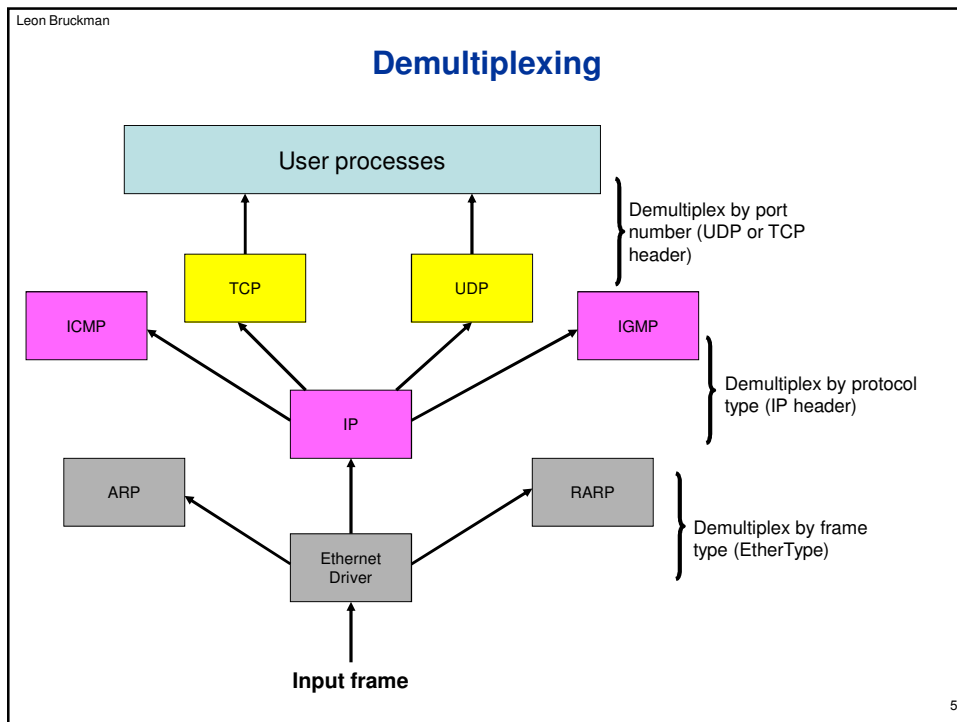 Leon Bruckman
Demultiplexing
User processes
Demultiplex by port
number (UDP or TCP
header)
TCP
UDP
ICMP
IGMP
Demultiplex by protocol
type (IP header)
IP
ARP
RARP
Demultiplex by frame
type (EtherType)
Ethernet
Driver
Input frame
5